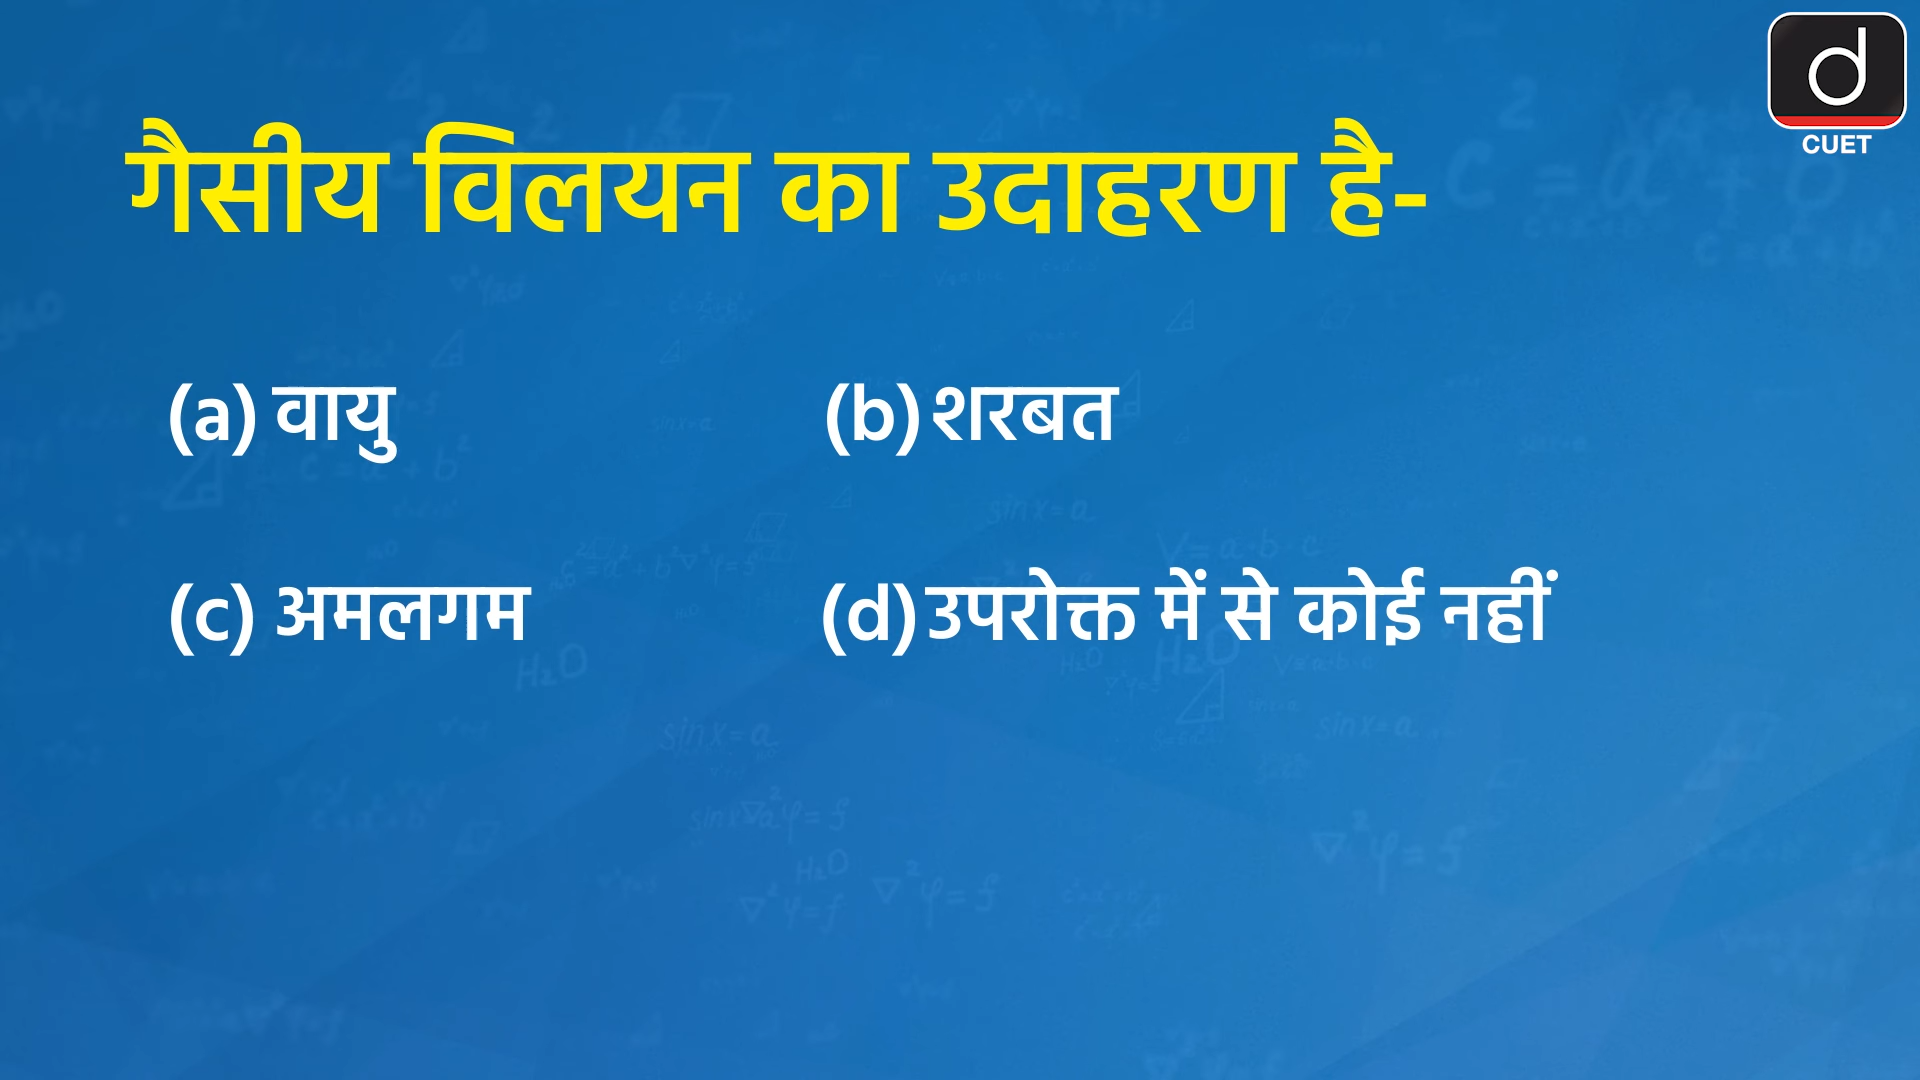 CUET
गैसीय विलयन का उदाहरण है-
(a) वायु
(b) शरबत
(c) अमलगम
(d) उपरोक्त में से कोई नहीं